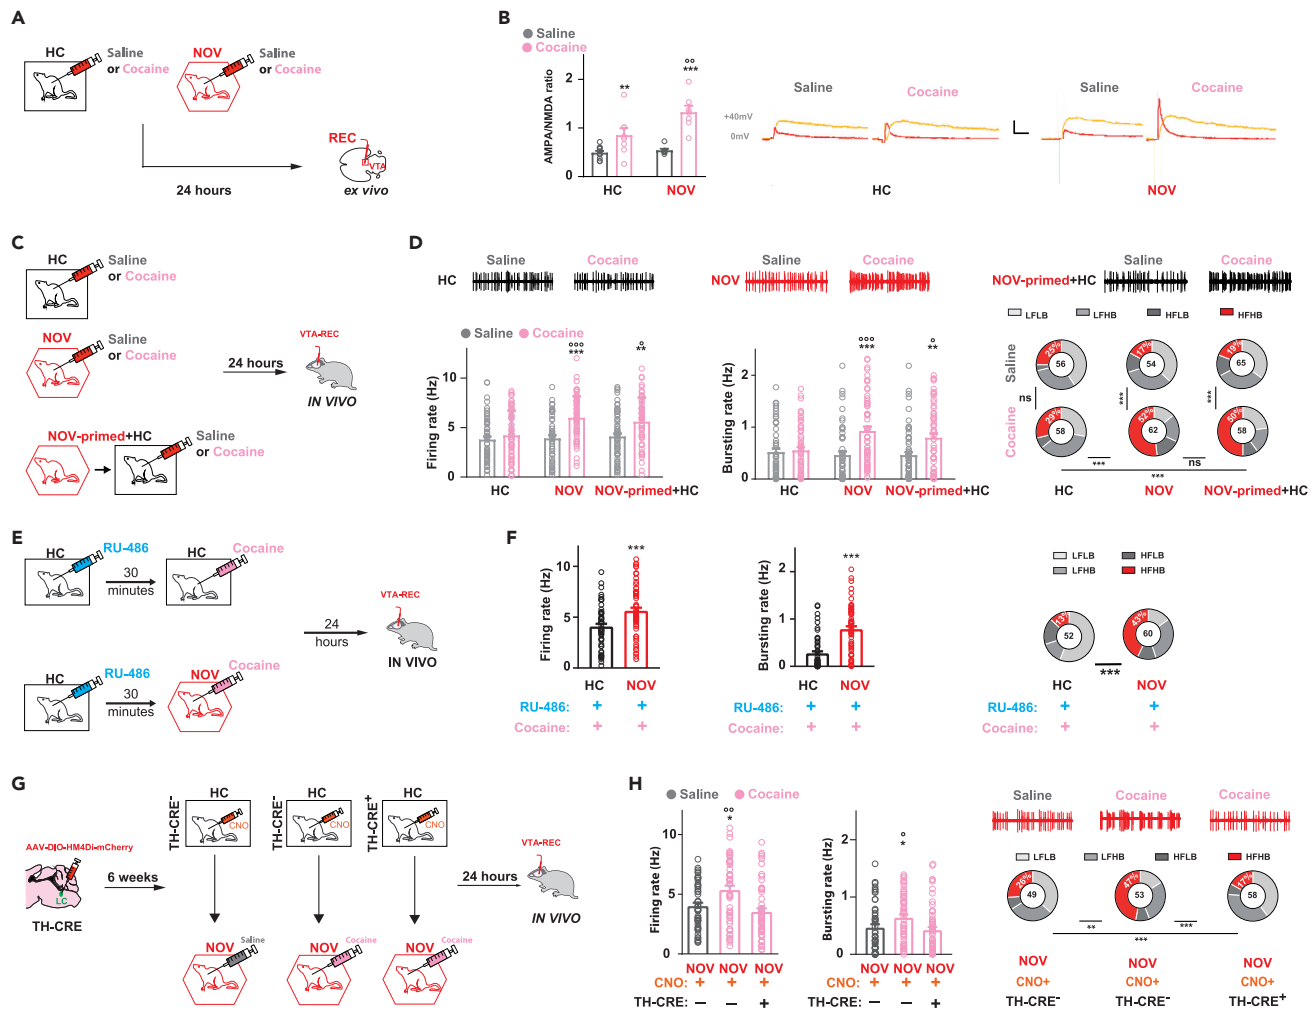 A
HC
Saline
or Cocaine
NOV
Saline
or Cocaine
24 hours
REC
VTA
ex vivo
B
Saline
Cocaine
AMPA/NMDA ratio
2
1
0
**
°°
***
HC
NOV
Saline
Cocaine
Saline
Cocaine
+40mV
0mV
HC
NOV
C
HC
Saline
or Cocaine
NOV
Saline
or Cocaine
24 hours
VTA-REC
IN VIVO
NOV-primed+HC
Saline
or Cocaine
D
Saline
Cocaine
HC
Saline
Cocaine
NOV
Saline
Cocaine
NOV-primed+HC
Saline
Cocaine
Firing rate (Hz)
10
5
0
°°°
***
°
**
HC
NOV
NOV-primed+HC
Bursting rate (Hz)
2
1
0
°°°
***
°
**
HC
NOV
NOV-primed+HC
LFLB
LFHB
HFLB
HFHB
Saline
25%
56
17%
54
19%
65
ns
***
***
Cocaine
29%
58
52%
62
50%
58
***
ns
***
HC
NOV
NOV-primed+HC
E
HC
RU-486
30
minutes
HC
Cocaine
24
hours
VTA-REC
IN VIVO
HC
RU-486
30
minutes
NOV
Cocaine
F
Firing rate (Hz)
10
5
0
***
HC
NOV
RU-486:
+
+
Cocaine:
+
+
Bursting rate (Hz)
2
1
0
***
HC
NOV
RU-486:
+
+
Cocaine:
+
+
LFLB
HFLB
LFHB
HFHB
13%
52
43%
60
***
HC
NOV
+
+
+
+
G
AAV-DIO-HM4Di-mCherry
LC
TH-CRE
6 weeks
TH-CRE-
HC
CNO
TH-CRE-
HC
CNO
TH-CRE+
HC
CNO
NOV
Saline
NOV
Cocaine
NOV
Cocaine
24 hours
VTA-REC
IN VIVO
H
Saline
Cocaine
Firing rate (Hz)
10
5
0
°°
*
NOV NOV NOV
CNO: + + +
TH-CRE: – – +
Bursting rate (Hz)
2
1
0
°
*
NOV NOV NOV
+ + +
– – +
Saline
Cocaine
Cocaine
LFLB
LFHB
HFLB
HFHB
26%
49
47%
53
17%
58
**
***
***
NOV
CNO+
TH-CRE-
NOV
CNO+
TH-CRE-
NOV
CNO+
TH-CRE+